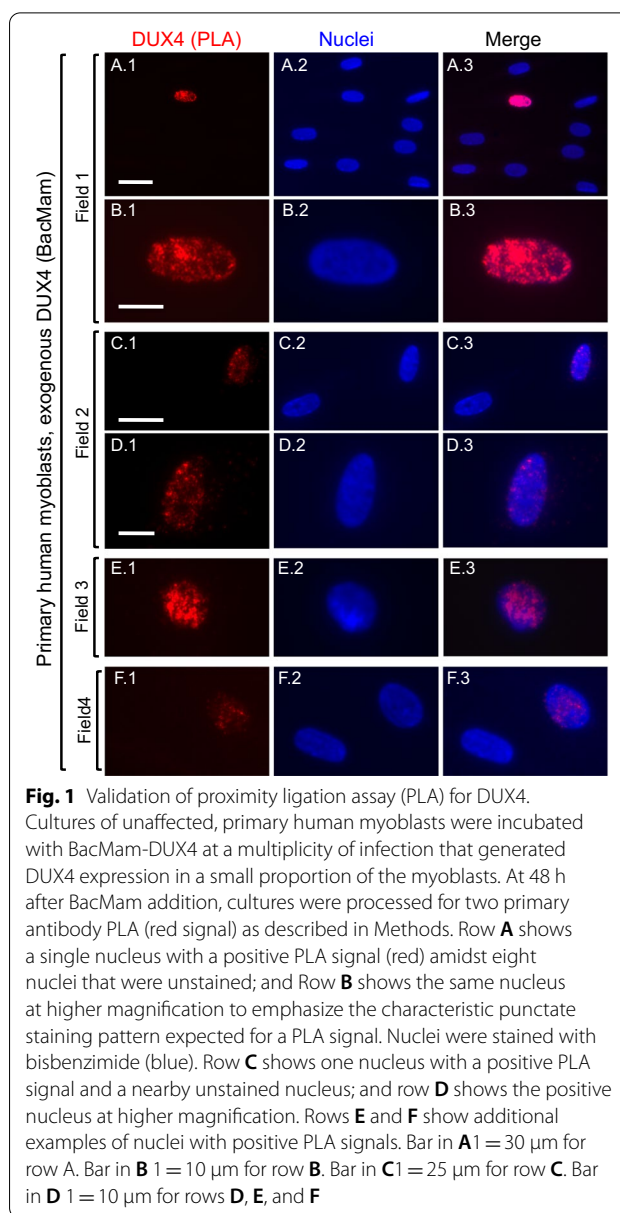 DUX4 (PLA) Nuclei Merge
Primary human myoblasts, exogenous DUX4 (BacMam)
Field 1
A.1 A.2 A.3
B.1 B.2 B.3
Field 2
C.1 C.2 C.3
D.1 D.2 D.3
Field 3
E.1 E.2 E.3
Field4
F.1 F.2 F.3
Fig. 1 Validation of proximity ligation assay (PLA) for DUX4.
Cultures of unaffected, primary human myoblasts were incubated
with BacMam-DUX4 at a multiplicity of infection that generated
DUX4 expression in a small proportion of the myoblasts. At 48 h
after BacMam addition, cultures were processed for two primary
antibody PLA (red signal) as described in Methods. Row A shows
a single nucleus with a positive PLA signal (red) amidst eight
nuclei that were unstained; and Row B shows the same nucleus
at higher magnification to emphasize the characteristic punctate
staining pattern expected for a PLA signal. Nuclei were stained with
bisbenzimide (blue). Row C shows one nucleus with a positive PLA
signal and a nearby unstained nucleus; and row D shows the positive
nucleus at higher magnification. Rows E and F show additional
examples of nuclei with positive PLA signals. Bar in A1 = 30 µm for
row A. Bar in B 1 = 10 µm for row B. Bar in C1 = 25 µm for row C. Bar
in D 1 = 10 µm for rows D, E, and F